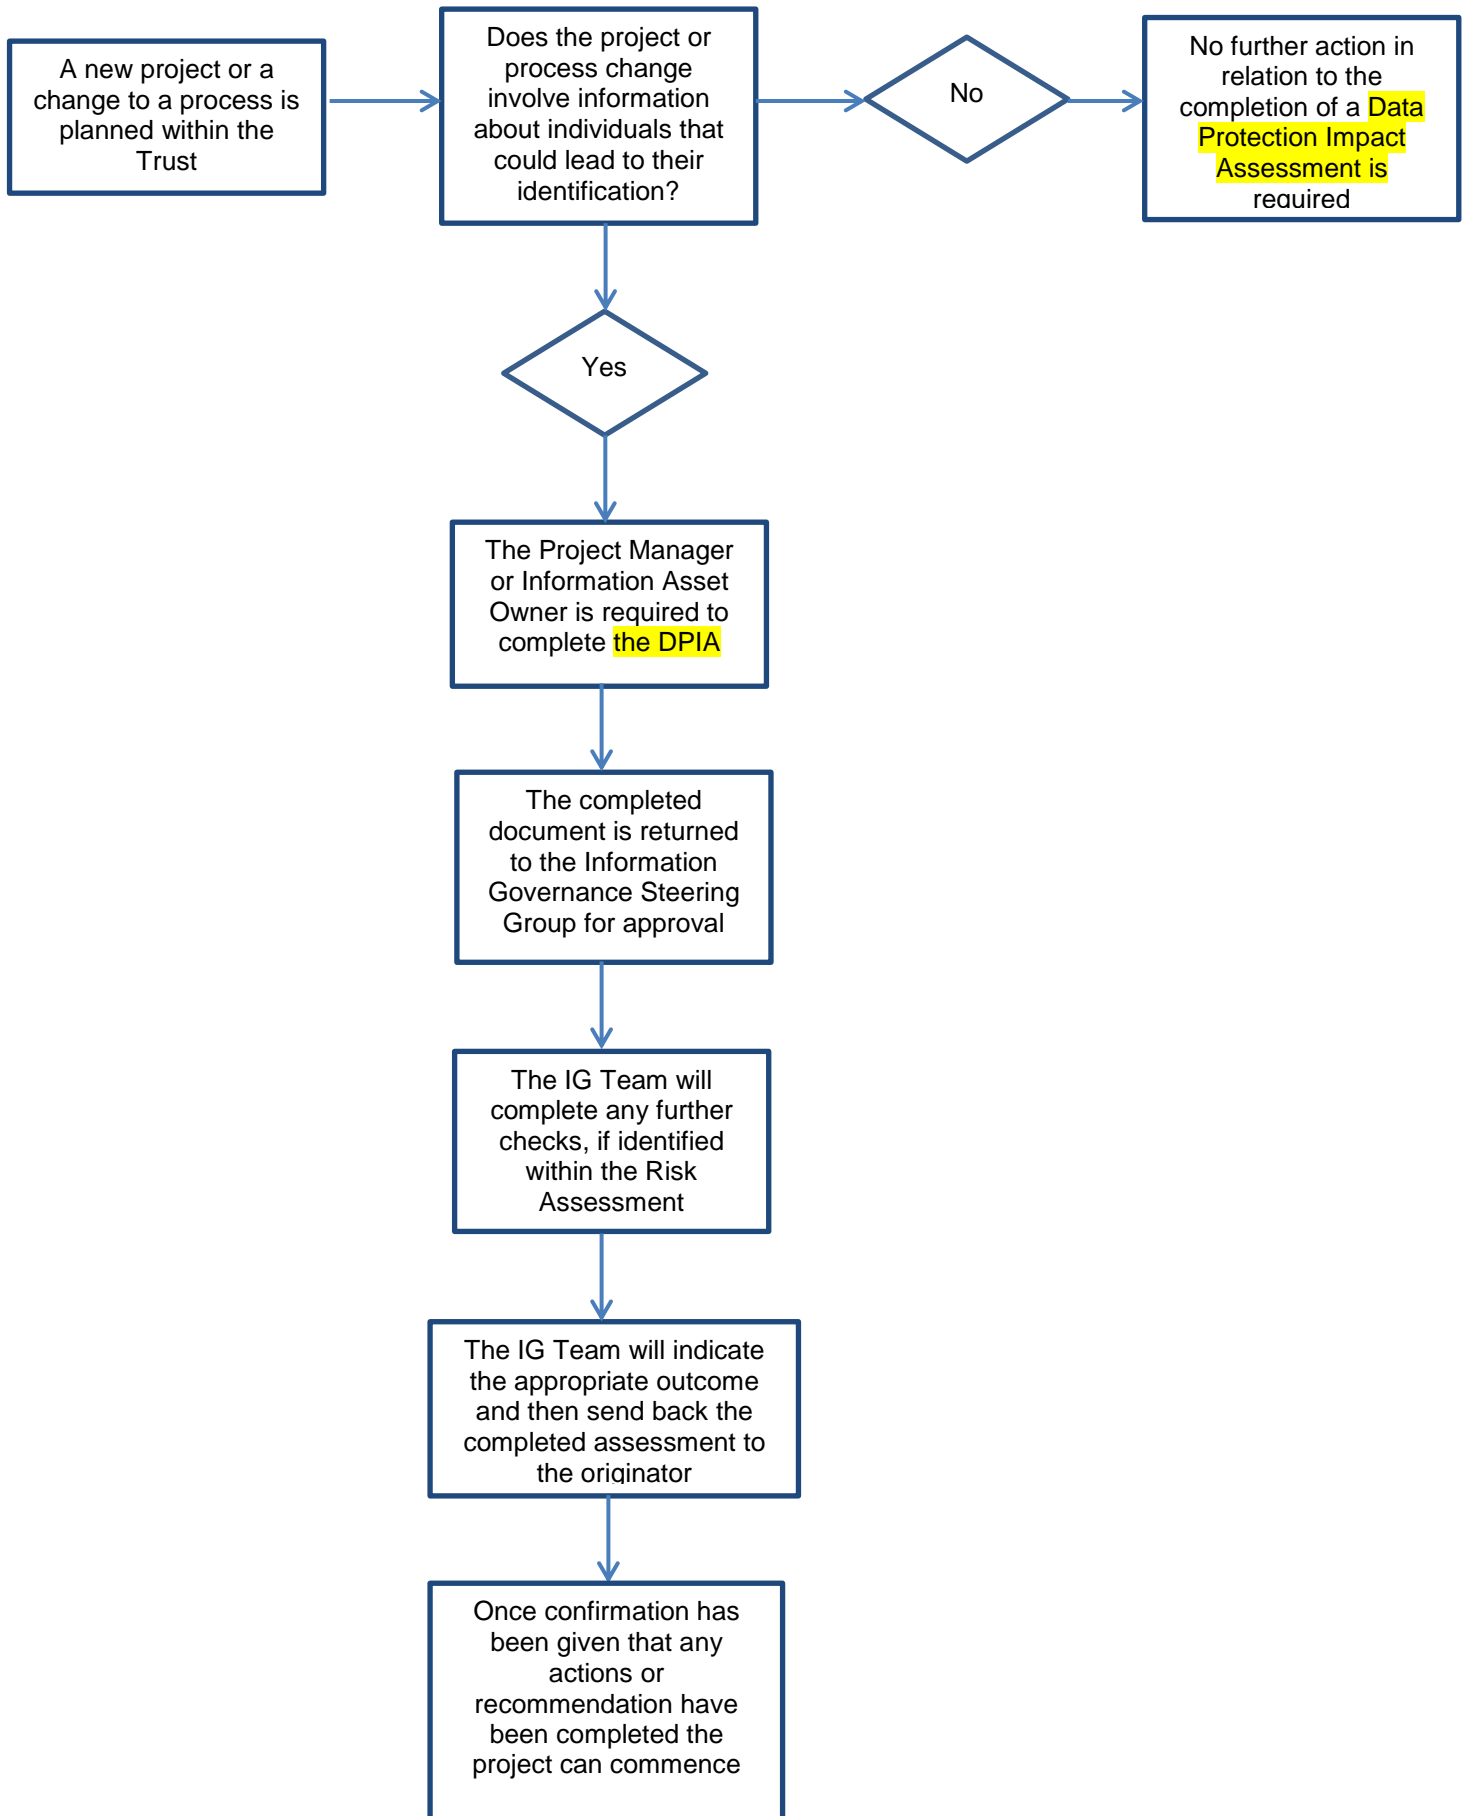 A new project or a
change to a process is
planned within the
Trust
Does the project or
process change
involve information
about individuals that
could lead to their
identification?
No
No further action in
relation to the
completion of a Data
Protection Impact
Assessment is
required
Yes
The Project Manager
or Information Asset
Owner is required to
complete the DPIA
The completed
document is returned
to the Information
Governance Steering
Group for approval
The IG Team will
complete any further
checks, if identified
within the Risk
Assessment
The IG Team will indicate
the appropriate outcome
and then send back the
completed assessment to
the originator
Once confirmation has
been given that any
actions or
recommendation have
been completed the
project can commence